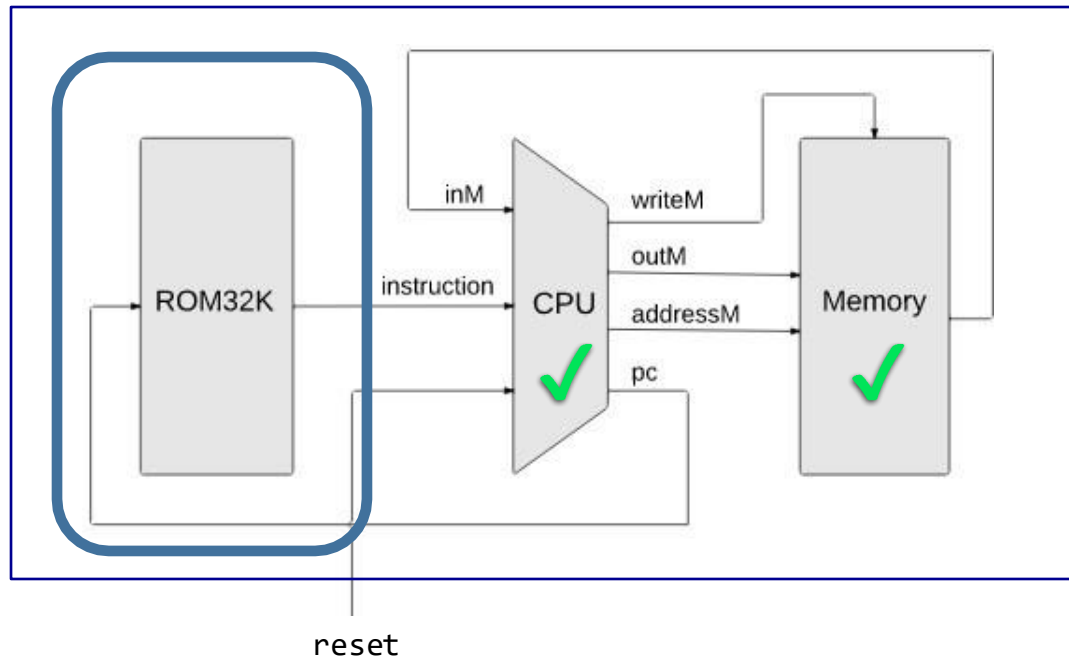 inM
writeM
outM
instruction
ROM32K
CPU
addressM
Memory
pc
reset